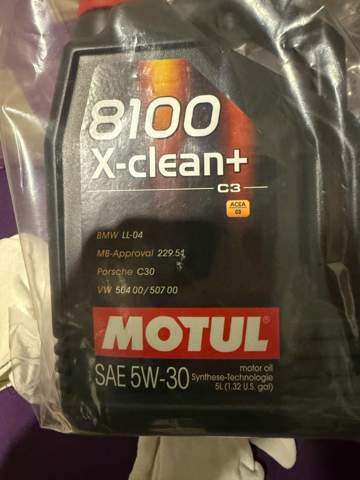 8100
X-clean+
C3
ACEA
C3
BMW LL-04
MB-Approval 229.51
Porsche C30
VW 504 00/507 00
MOTUL
SAE 5W-30
motor oil
Synthese-Technologie
5L (1.32 U.S. gal)